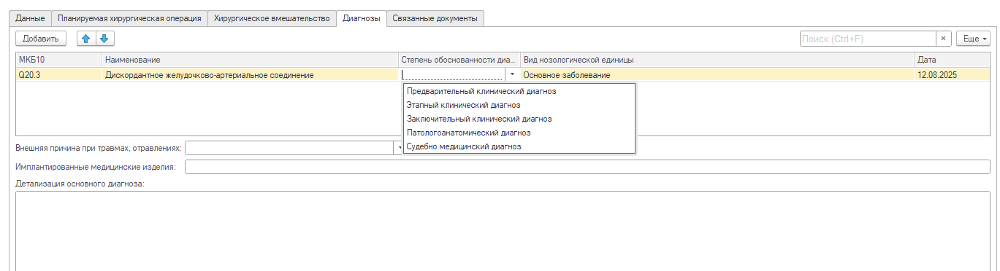 Данные Планируемая хирургическая операция Хирургическое вмешательство Диагнозы Связанные документы
Добавить Поиск (Ctrl+F) × Еще
МКБ10 Наименование Степень обоснованности диа... Вид нозологической единицы Дата
Q20.3 Дискордантное желудочково-артериальное соединение Основное заболевание 12.08.2025
Предварительный клинический диагноз
Этапный клинический диагноз
Заключительный клинический диагноз
Патологоанатомический диагноз
Судебно медицинский диагноз
Внешняя причина при травмах, отравлениях:
Имплантированные медицинские изделия:
Детализация основного диагноза: